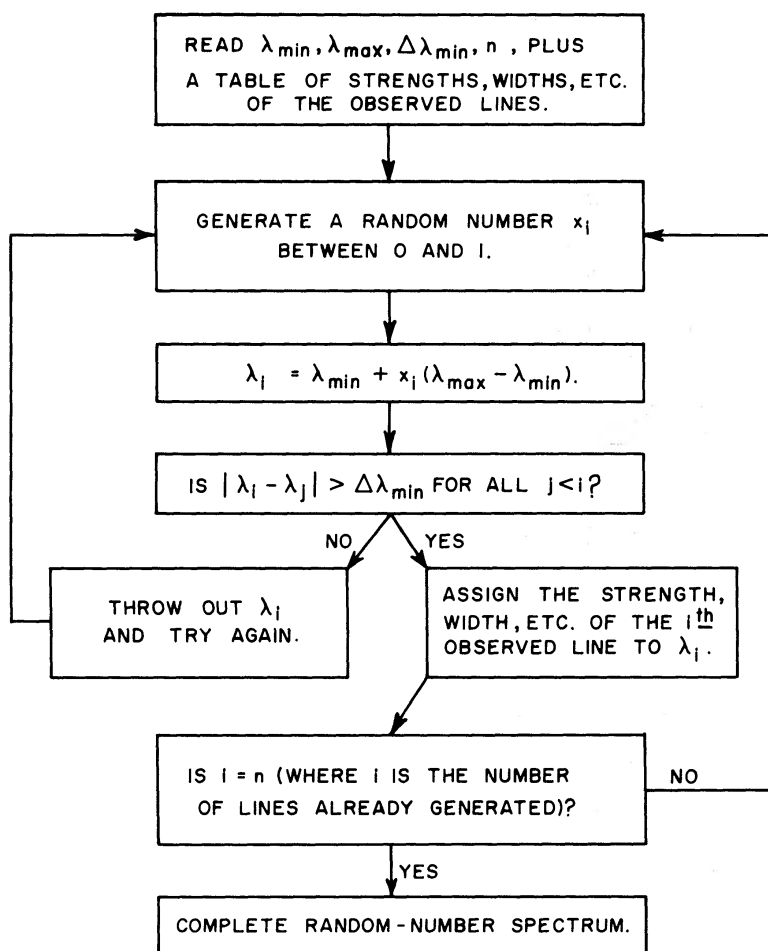 READ λmin, λmax, Δλmin, n , PLUS
A TABLE OF STRENGTHS, WIDTHS, ETC.
OF THE OBSERVED LINES.
GENERATE A RANDOM NUMBER xi
BETWEEN 0 AND 1.
λi = λmin + xi (λmax – λmin).
IS | λi - λj | > Δλmin FOR ALL j<i?
NO
YES
THROW OUT λi
AND TRY AGAIN.
ASSIGN THE STRENGTH,
WIDTH, ETC. OF THE ith
OBSERVED LINE TO λi.
IS i = n (WHERE i IS THE NUMBER
OF LINES ALREADY GENERATED)?
NO
YES
COMPLETE RANDOM-NUMBER SPECTRUM.